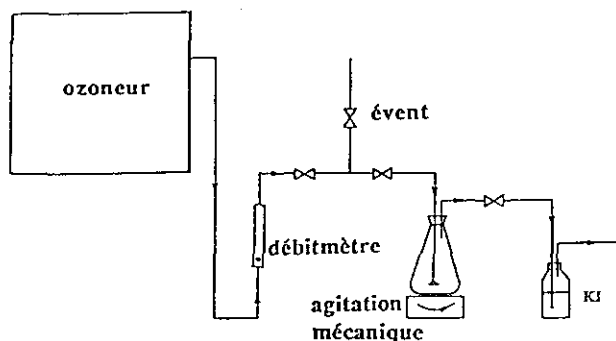 ozoneur
évent
débitmètre
agitation
mécanique
KI